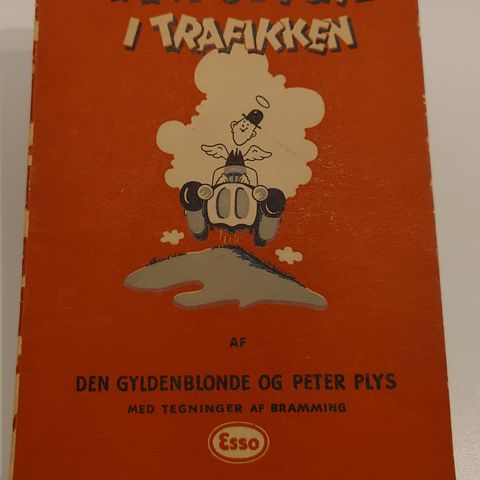 I TRAFIKKEN
AF
DEN GYLDENBLONDE OG PETER PLYS
MED TEGNINGER AF BRAMMING
Esso